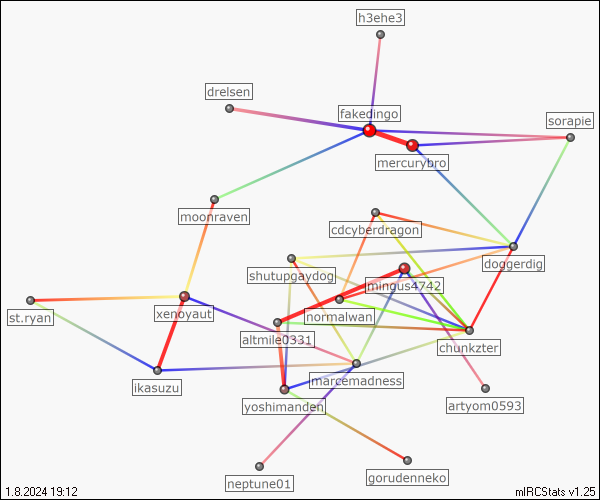 h3ehe3
drelsen
fakedingo
sorapie
mercurybro
moonraven
cdcyberdragon
doggerdig
shutupgaydog
mingus4742
st.ryan
xenoyaut
normalwan
altmile0331
chunkzter
ikasuzu
marcemadness
yoshimanden
artyom0593
neptune01
gorudenneko
1.8.2024 19:12
mIRCStats v1.25